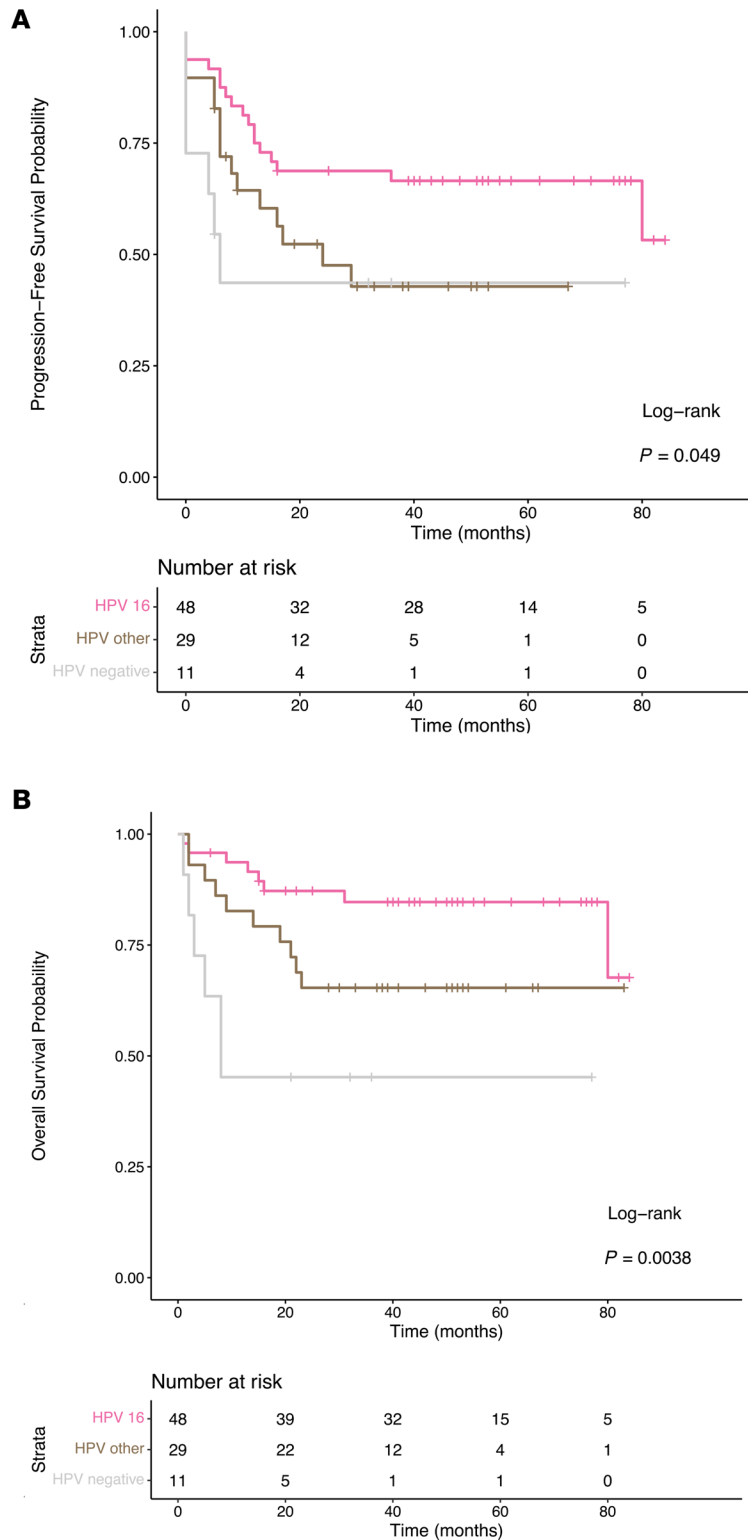 A
Progression−Free Survival Probability
1.00
0.75
0.50
0.25
0.00
Log−rank
P = 0.049
0 20 40 60 80
Time (months)
Number at risk
Strata
HPV 16 48 32 28 14 5
HPV other 29 12 5 1 0
HPV negative 11 4 1 1 0
0 20 40 60 80
Time (months)
B
Overall Survival Probability
1.00
0.75
0.50
0.25
0.00
Log−rank
P = 0.0038
0 20 40 60 80
Time (months)
Number at risk
Strata
HPV 16 48 39 32 15 5
HPV other 29 22 12 4 1
HPV negative 11 5 1 1 0
0 20 40 60 80
Time (months)